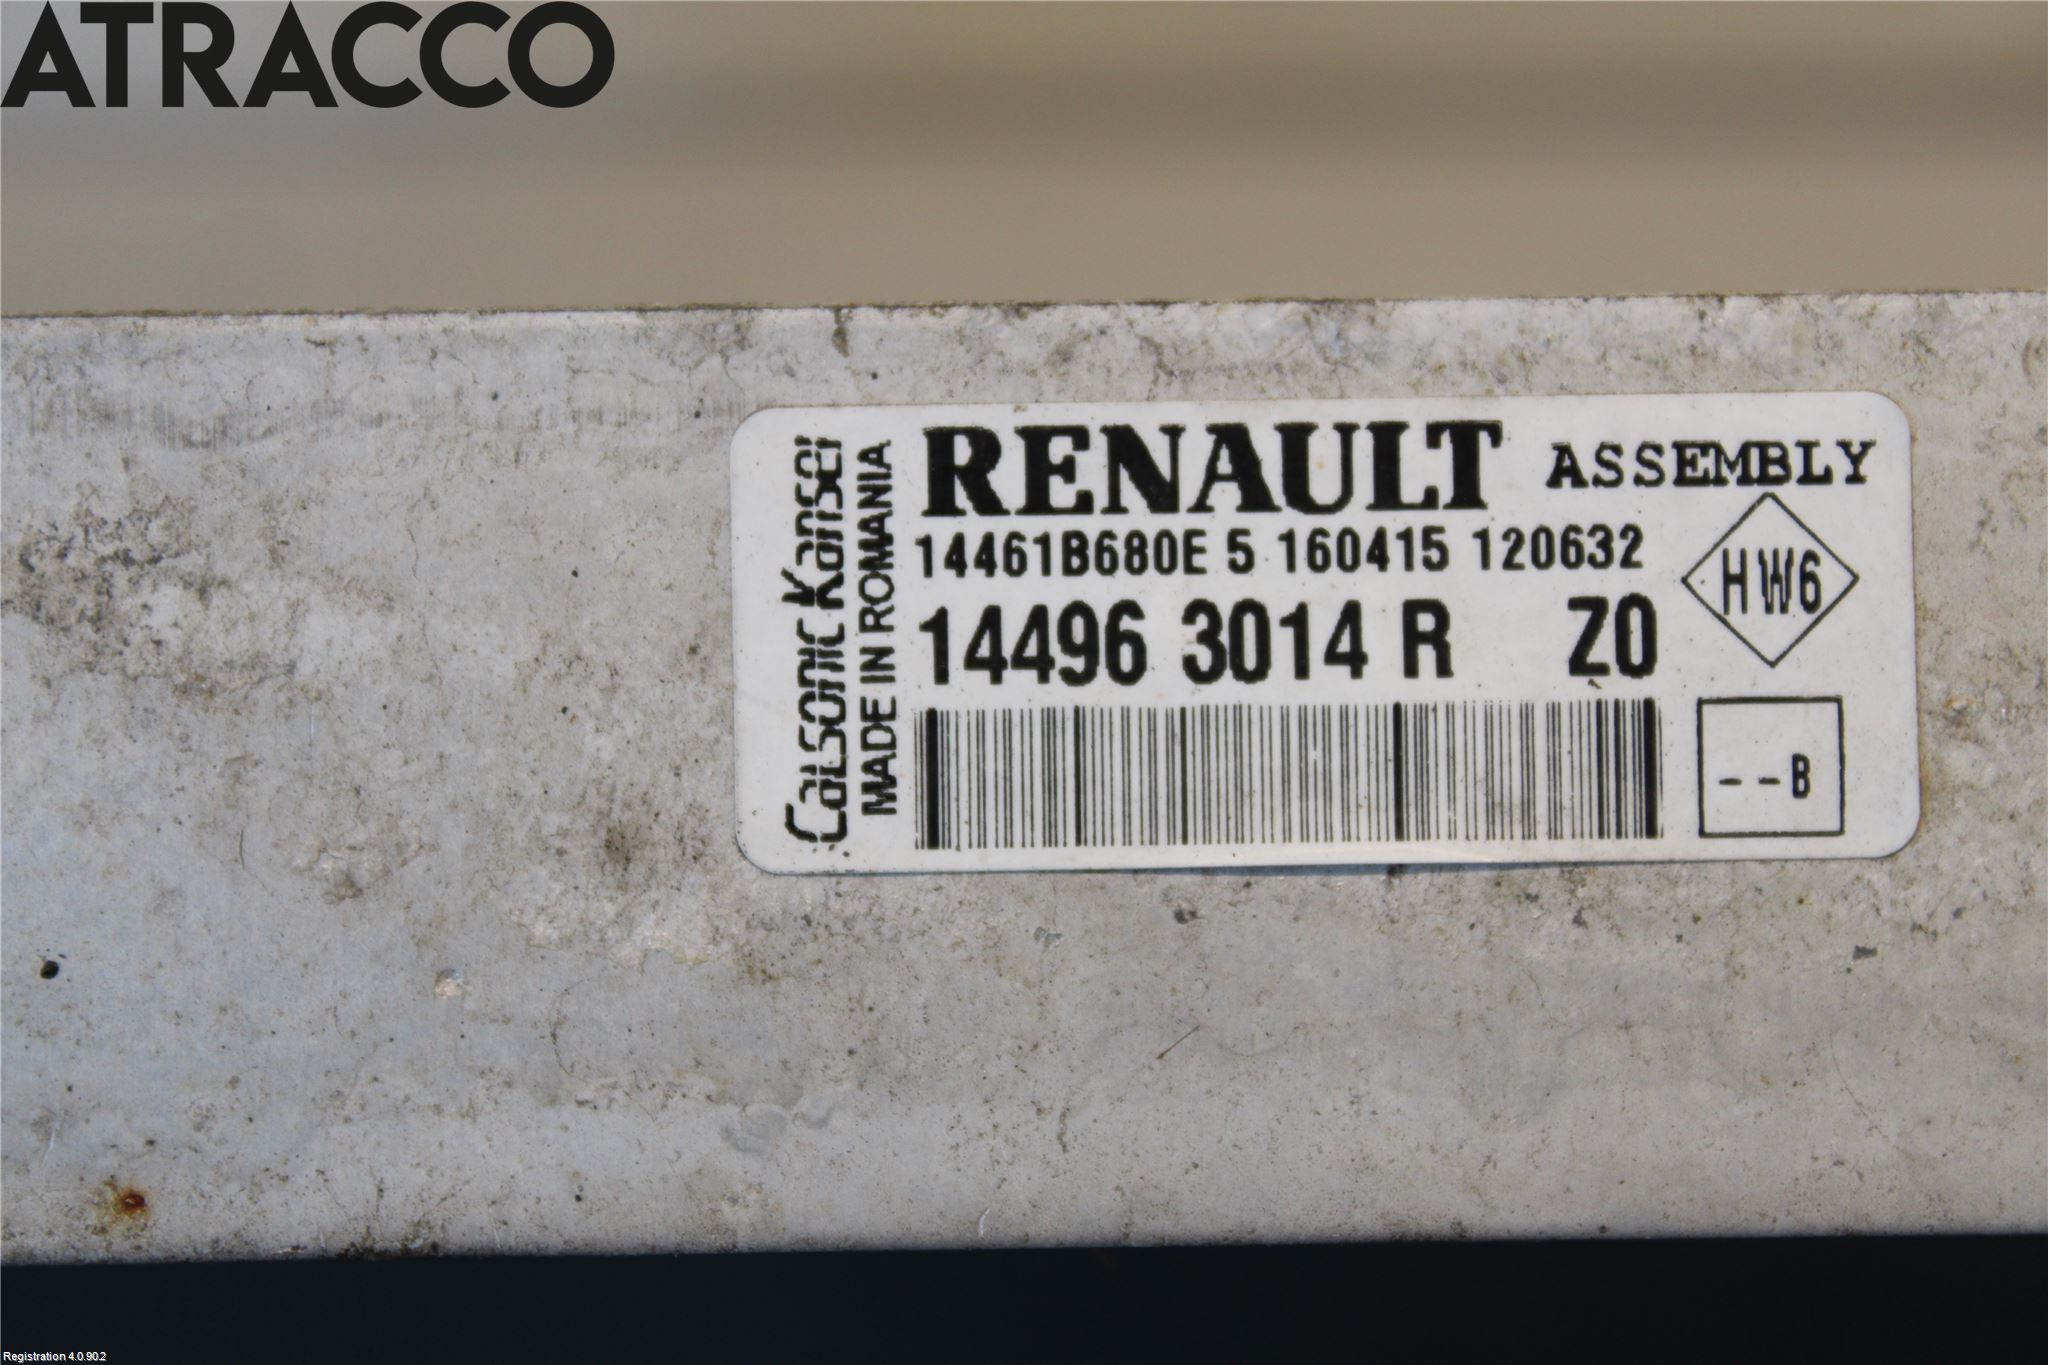 ATRACCO
Calsonic Kansei
MADE IN ROMANIA
RENAULT ASSEMBLY
14461B680E 5 160415 120632
14496 3014 R Z0
HW6
--B
Registration 4.0.90.2